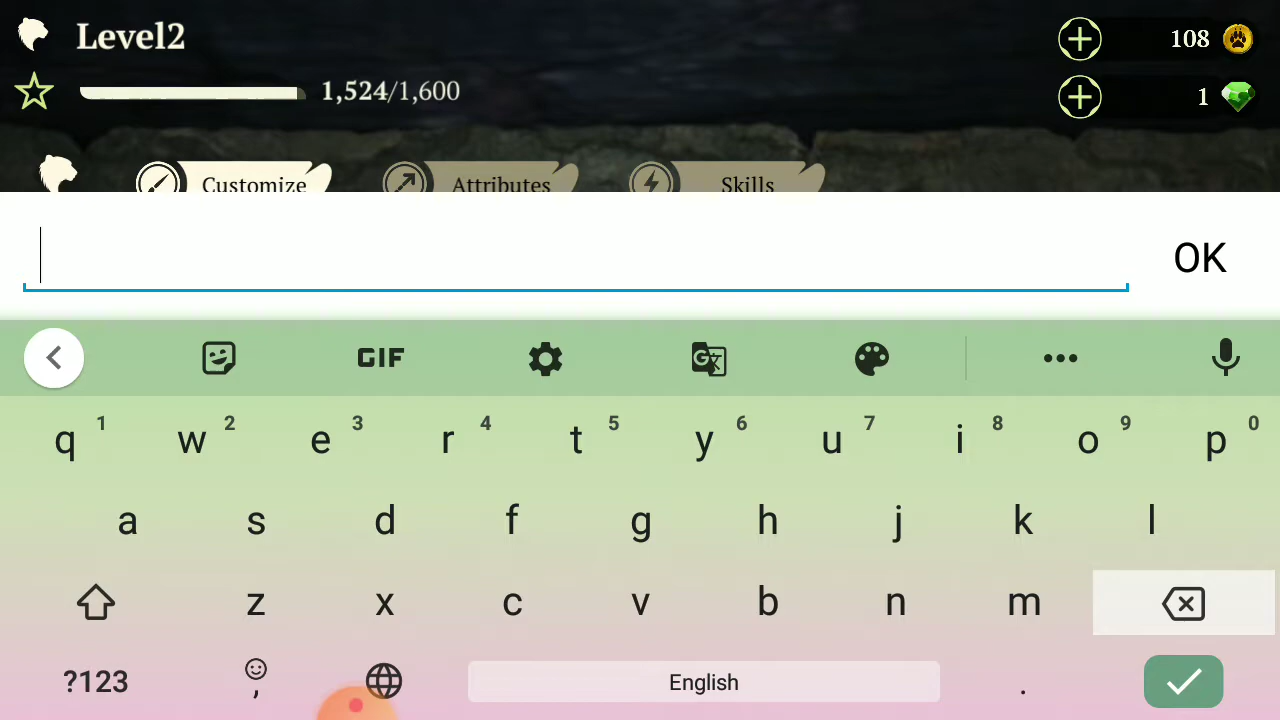 Level2
108
1,524/1,600
1
Customize Attributes Skills
OK
GIF
q 1 w 2 e 3 r 4 t 5 y 6 u 7 i 8 o 9 p 0
a s d f g h j k l
z x c v b n m
?123 , English .